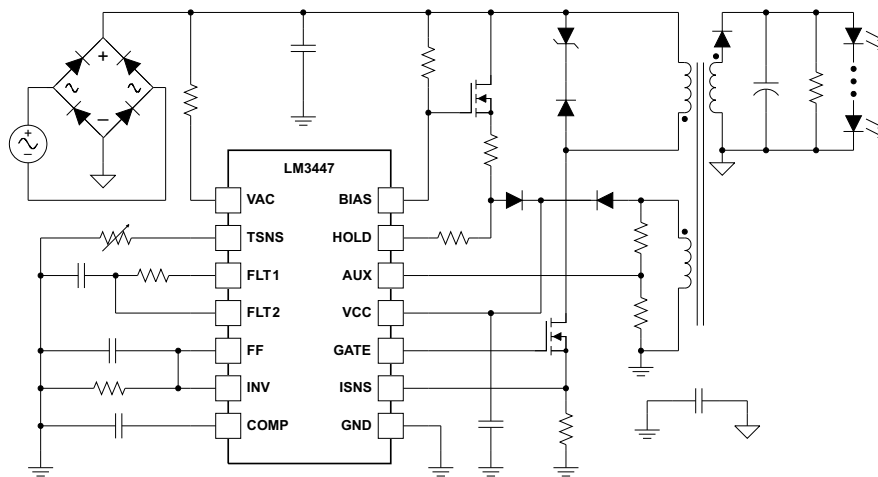 LM3447
VAC
BIAS
TSNS
HOLD
FLT1
AUX
FLT2
VCC
FF
GATE
INV
ISNS
COMP
GND